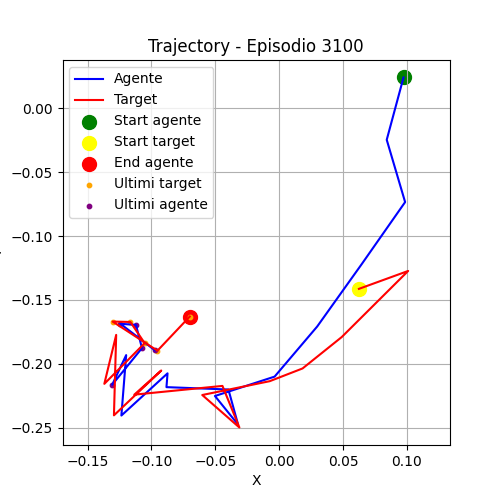 Trajectory - Episodio 3100
Agente
Target
Start agente
Start target
End agente
Ultimi target
Ultimi agente
0.00
−0.05
−0.10
−0.15
−0.20
−0.25
−0.15 −0.10 −0.05 0.00 0.05 0.10
X